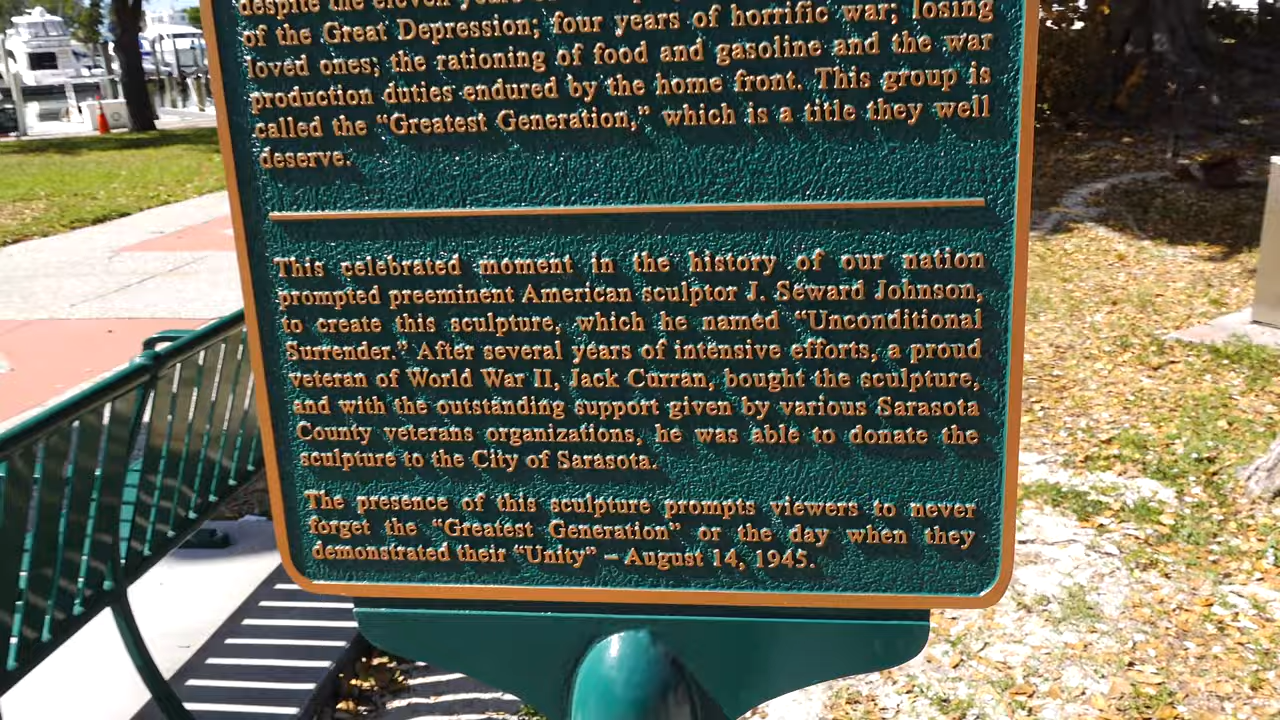 despite the eleven years of
of the Great Depression; four years of horrific war; losing
loved ones; the rationing of food and gasoline and the war
production duties endured by the home front. This group is
called the “Greatest Generation,” which is a title they well
deserve.
This celebrated moment in the history of our nation
prompted preeminent American sculptor J. Seward Johnson,
to create this sculpture, which he named “Unconditional
Surrender.” After several years of intensive efforts, a proud
veteran of World War II, Jack Curran, bought the sculpture,
and with the outstanding support given by various Sarasota
County veterans organizations, he was able to donate the
sculpture to the City of Sarasota.
The presence of this sculpture prompts viewers to never
forget the “Greatest Generation” or the day when they
demonstrated their “Unity” – August 14, 1945.